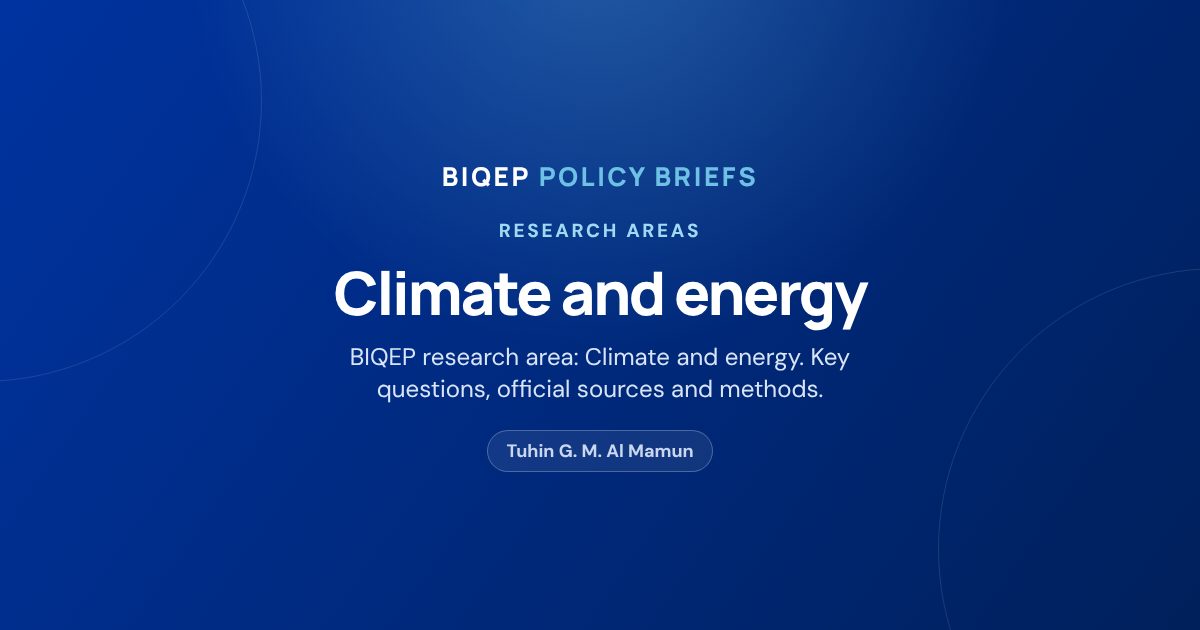 BIQEP POLICY BRIEFS
RESEARCH AREAS
Climate and energy
BIQEP research area: Climate and energy. Key
questions, official sources and methods.
Tuhin G. M. Al Mamun